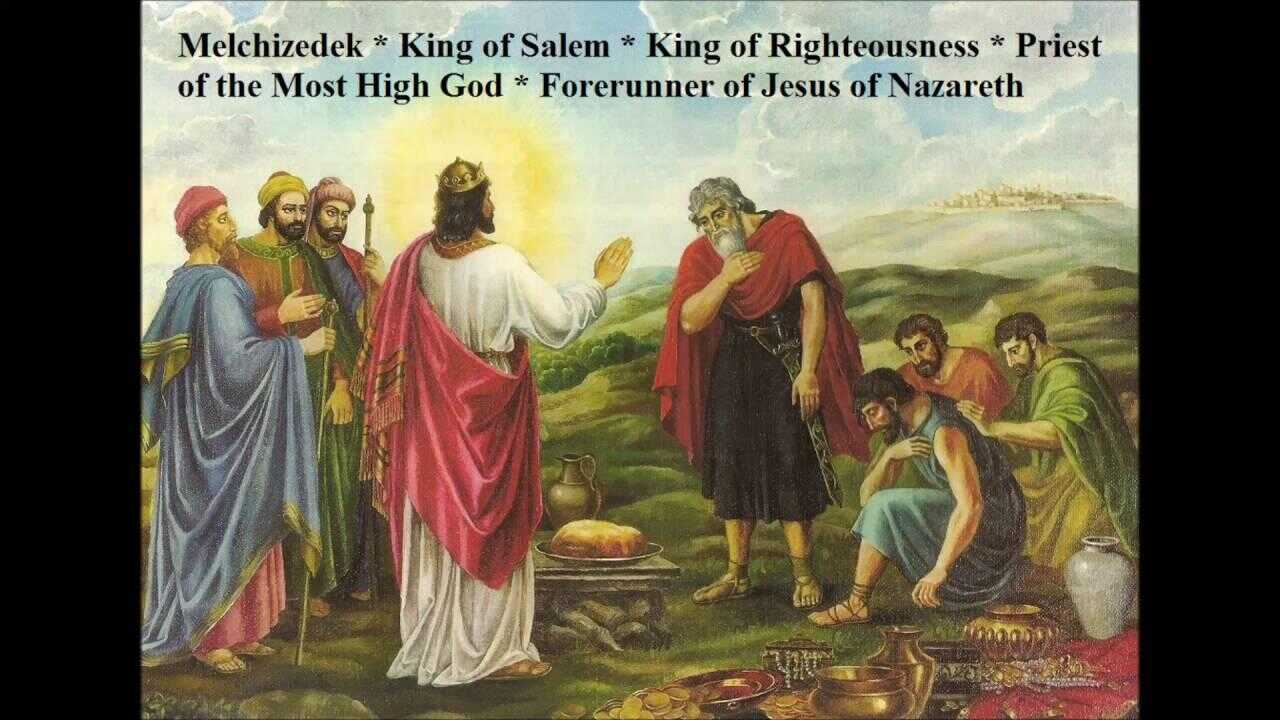 Melchizedek * King of Salem * King of Righteousness * Priest
of the Most High God * Forerunner of Jesus of Nazareth